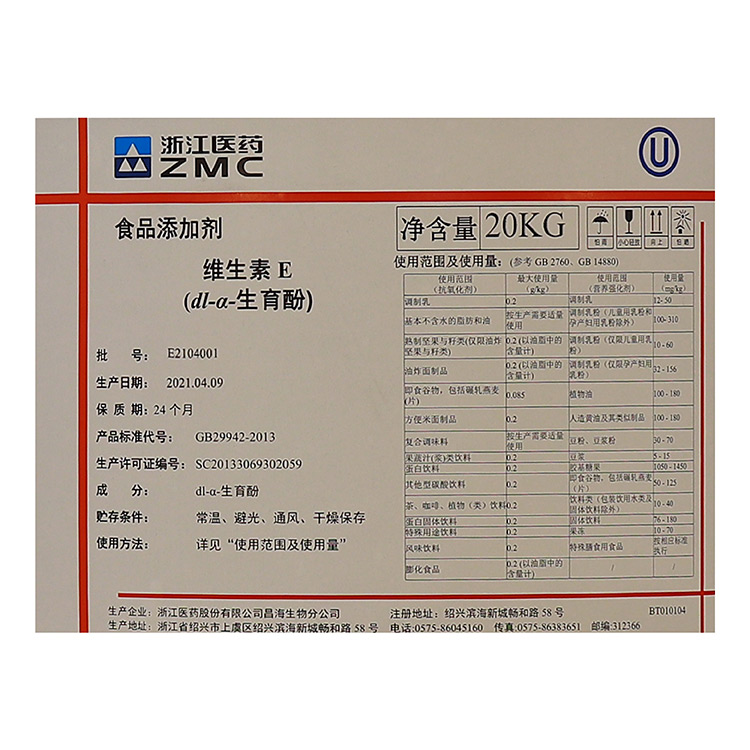 浙江医药
ZMC
U
食品添加剂
维生素 E
(dl-α-生育酚)
批 号： E2104001
生产日期： 2021.04.09
保 质 期：24 个月
产品标准代号： GB29942-2013
生产许可证编号： SC20133069302059
成 分： dl-α-生育酚
贮存条件： 常温、避光、通风、干燥保存
使用方法： 详见“使用范围及使用量”
净含量 20KG
怕雨 小心轻放 向上 怕晒
使用范围及使用量：(参考 GB 2760、GB 14880)
使用范围(抗氧化剂) 最大使用量(g/kg) 使用范围(营养强化剂) 使用量(mg/kg)
调制乳 0.2 调制乳 12-50
基本不含水的脂肪和油 按生产需要适量使用 调制乳粉（儿童用乳粉和孕产妇用乳粉除外） 100-310
熟制坚果与籽类(仅限油炸坚果与籽类) 0.2 (以油脂中的含量计) 调制乳粉（仅限儿童用乳粉） 10-60
油炸面制品 0.2 (以油脂中的含量计) 调制乳粉（仅限孕产妇用乳粉） 32-156
即食谷物，包括碾轧燕麦(片) 0.085 植物油 100-180
方便米面制品 0.2 人造黄油及其类似制品 100-180
复合调味料 按生产需要适量使用 豆粉、豆浆粉 30-70
果蔬汁(浆)类饮料 0.2 豆浆 5-15
蛋白饮料 0.2 胶基糖果 1050-1450
其他型碳酸饮料 0.2 即食谷物，包括碾轧燕麦（片） 50-125
茶、咖啡、植物（类）饮料 0.2 饮料类（包装饮用水类及固体饮料除外） 10-40
蛋白固体饮料 0.2 固体饮料 76-180
特殊用途饮料 0.2 果冻 10-70
风味饮料 0.2 特殊膳食用食品 按相应标准执行
膨化食品 0.2 (以油脂中的含量计) / /
生产企业：浙江医药股份有限公司昌海生物分公司 注册地址：绍兴滨海新城畅和路 58 号 BT010104
生产地址：浙江省绍兴市上虞区绍兴滨海新城畅和路 58 号 电话:0575-86045160 传真:0575-86383651 邮编:312366